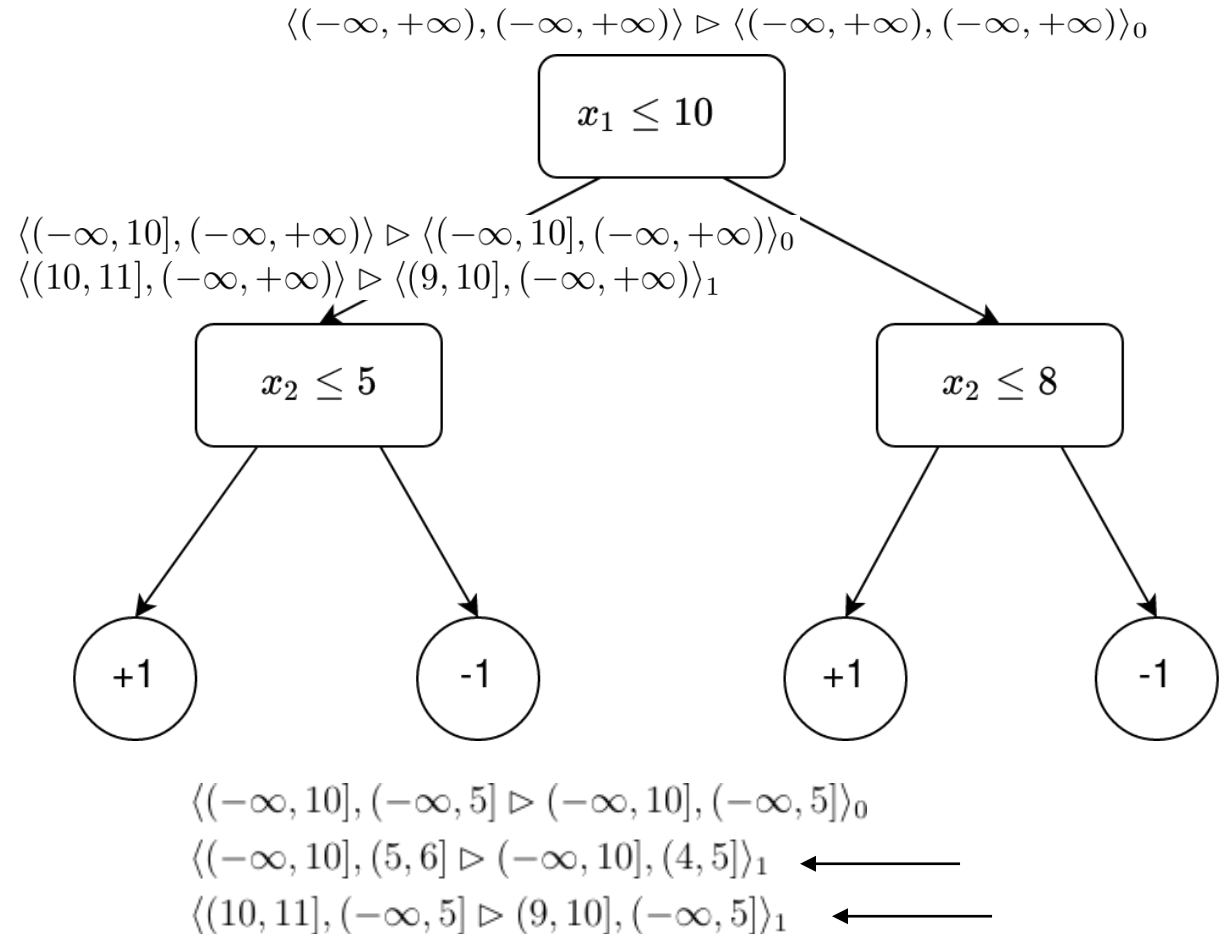 ⟨(−∞, +∞), (−∞, +∞)⟩ ▷ ⟨(−∞, +∞), (−∞, +∞)⟩₀
x₁ ≤ 10
⟨(−∞, 10], (−∞, +∞)⟩ ▷ ⟨(−∞, 10], (−∞, +∞)⟩₀
⟨(10, 11], (−∞, +∞)⟩ ▷ ⟨(9, 10], (−∞, +∞)⟩₁
x₂ ≤ 5
x₂ ≤ 8
+1
-1
+1
-1
⟨(−∞, 10], (−∞, 5] ▷ (−∞, 10], (−∞, 5]⟩₀
⟨(−∞, 10], (5, 6] ▷ (−∞, 10], (4, 5]⟩₁
⟨(10, 11], (−∞, 5] ▷ (9, 10], (−∞, 5]⟩₁